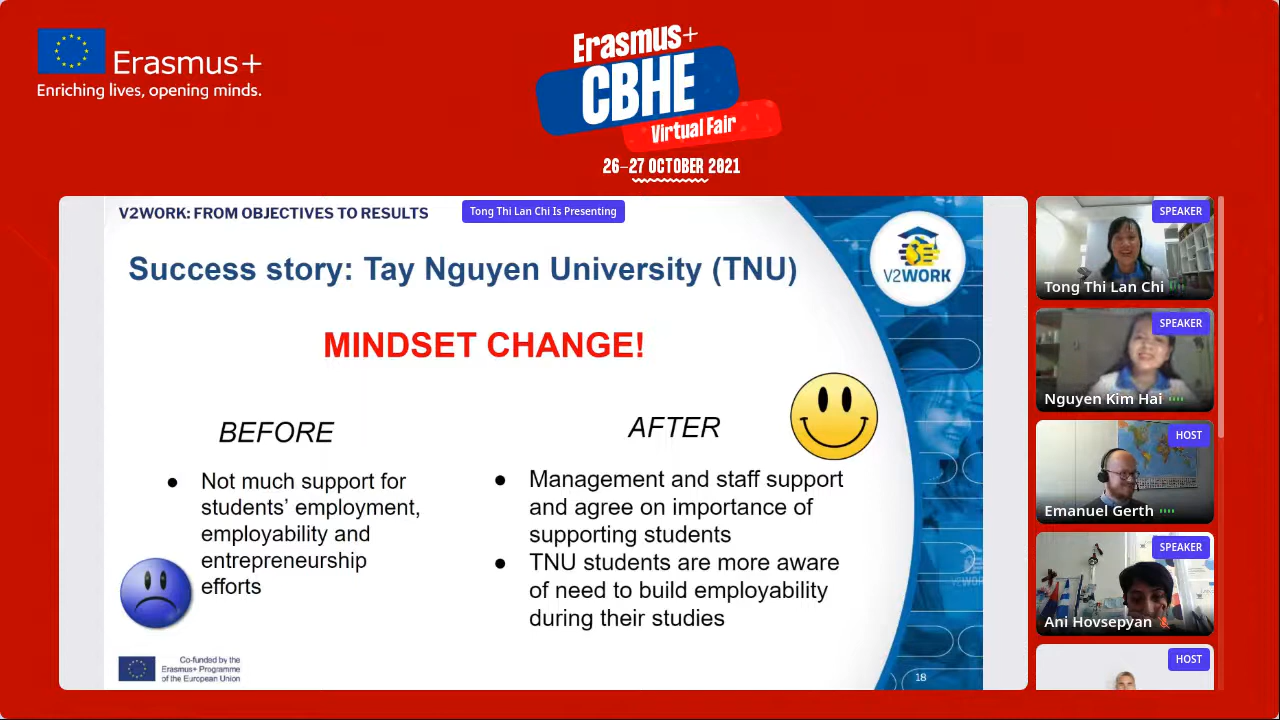 Erasmus+
Enriching lives, opening minds.
Erasmus+
CBHE
Virtual Fair
26–27 OCTOBER 2021
V2WORK: FROM OBJECTIVES TO RESULTS
Tong Thi Lan Chi Is Presenting
Success story: Tay Nguyen University (TNU)
V2WORK
MINDSET CHANGE!
BEFORE
● Not much support for
students’ employment,
employability and
entrepreneurship
efforts
AFTER
● Management and staff support
and agree on importance of
supporting students
● TNU students are more aware
of need to build employability
during their studies
Co-funded by the
Erasmus+ Programme
of the European Union
18
SPEAKER
Tong Thi Lan Chi
SPEAKER
Nguyen Kim Hai
HOST
Emanuel Gerth
SPEAKER
Ani Hovsepyan
HOST